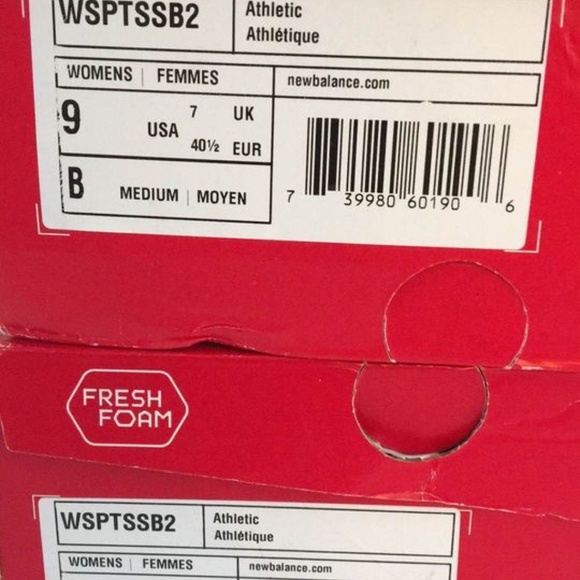 WSPTSSB2
Athletic
Athlétique
WOMENS | FEMMES
newbalance.com
9 USA 7 UK
40½ EUR
B MEDIUM | MOYEN
7 39980 60190 6
FRESH
FOAM
WSPTSSB2
Athletic
Athlétique
WOMENS | FEMMES
newbalance.com